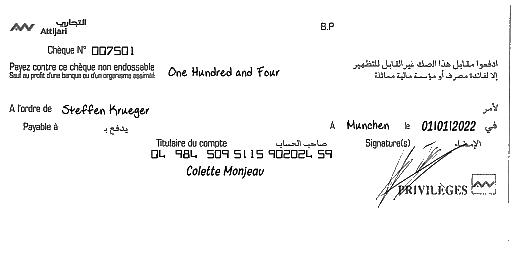 التجاري
Attijari
B.P
Chèque N° 007501
Payez contre ce chèque non endossable
Sauf au profit d'une banque ou d'un organisme assimilé
One Hundred and Four
ادفعوا مقابل هذا الصك غير القابل للتظهير
إلا لفائدة مصرف أو مؤسسة مالية مماثلة
A l'ordre de Steffen Krueger
لأمر
Payable à يدفع بـ
A Munchen le 01/01/2022 في
Titulaire du compte صاحب الحساب
Signature(s) الإمضاء
04 984 509 5115 902024 59
Colette Monjeau
PRIVILÈGES